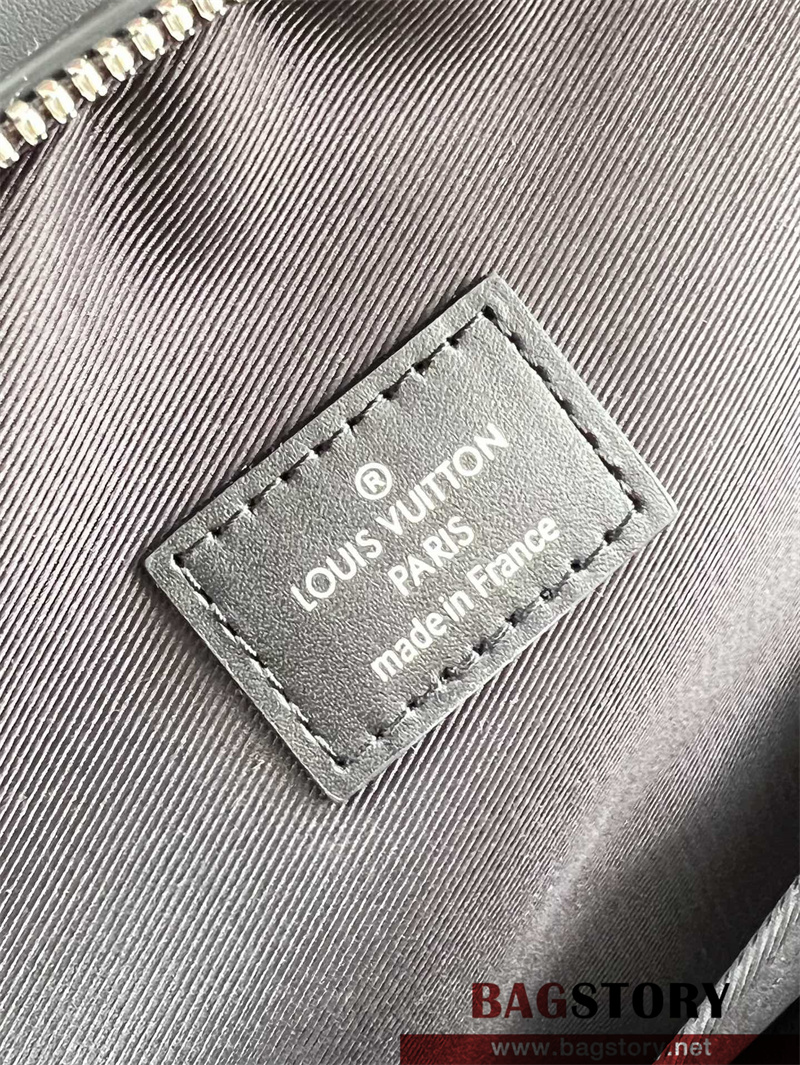 ®
LOUIS VUITTON
PARIS
made in France
BAGSTORY
www.bagstory.net